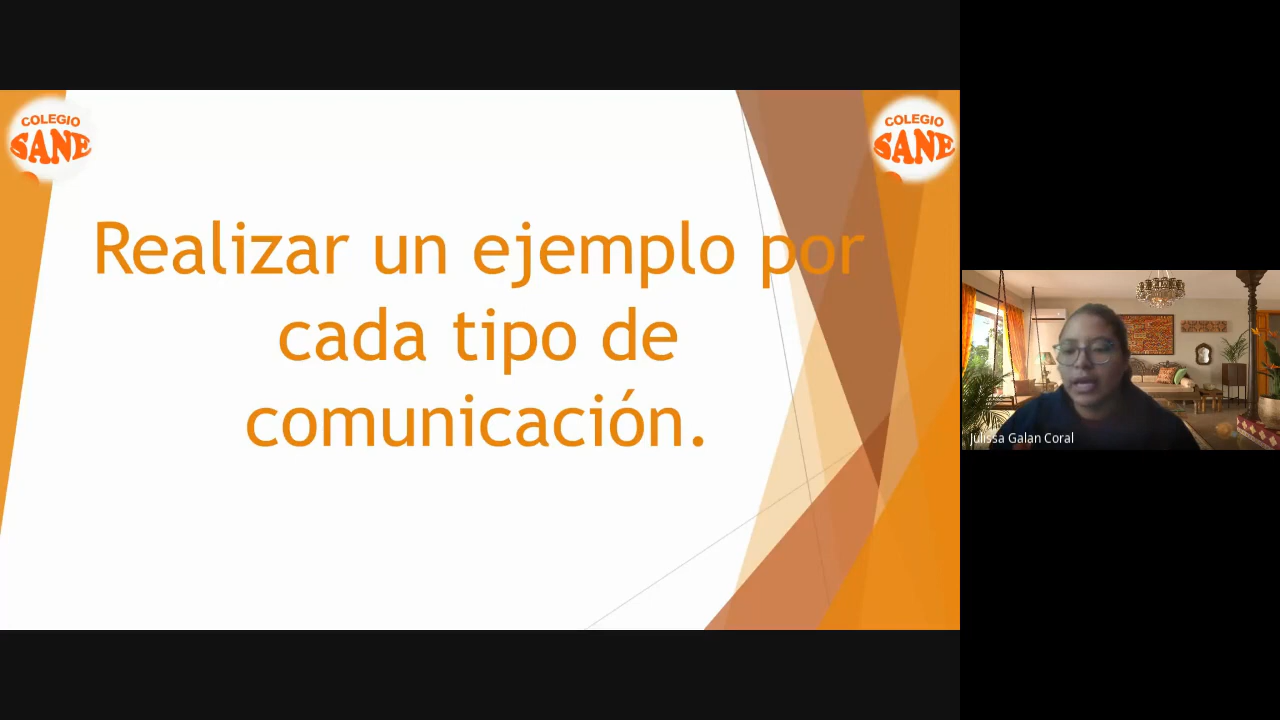 COLEGIO
SANE
COLEGIO
SANE
Realizar un ejemplo por
cada tipo de
comunicación.
Julissa Galan Coral